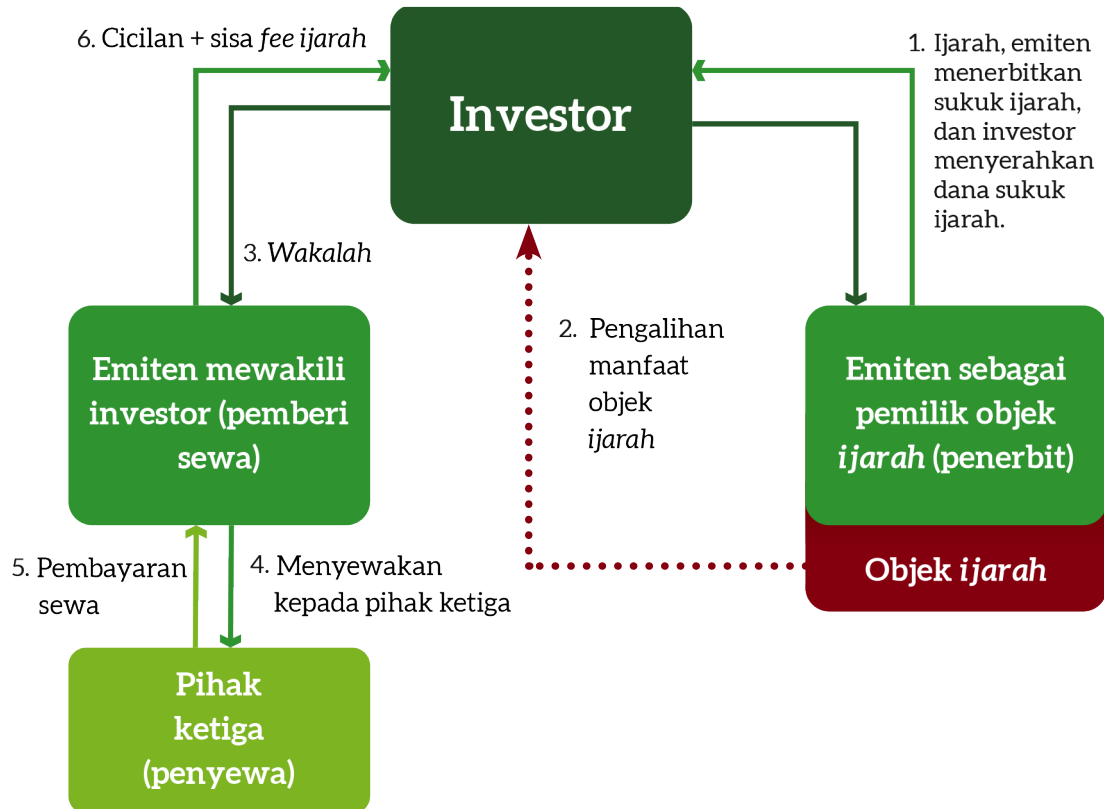 6. Cicilan + sisa fee ijarah
Investor
1. Ijarah, emiten
menerbitkan
sukuk ijarah,
dan investor
menyerahkan
dana sukuk
ijarah.
3. Wakalah
2. Pengalihan
manfaat
objek
ijarah
Emiten mewakili
investor (pemberi
sewa)
Emiten sebagai
pemilik objek
ijarah (penerbit)
Objek ijarah
5. Pembayaran
sewa
4. Menyewakan
kepada pihak ketiga
Pihak
ketiga
(penyewa)